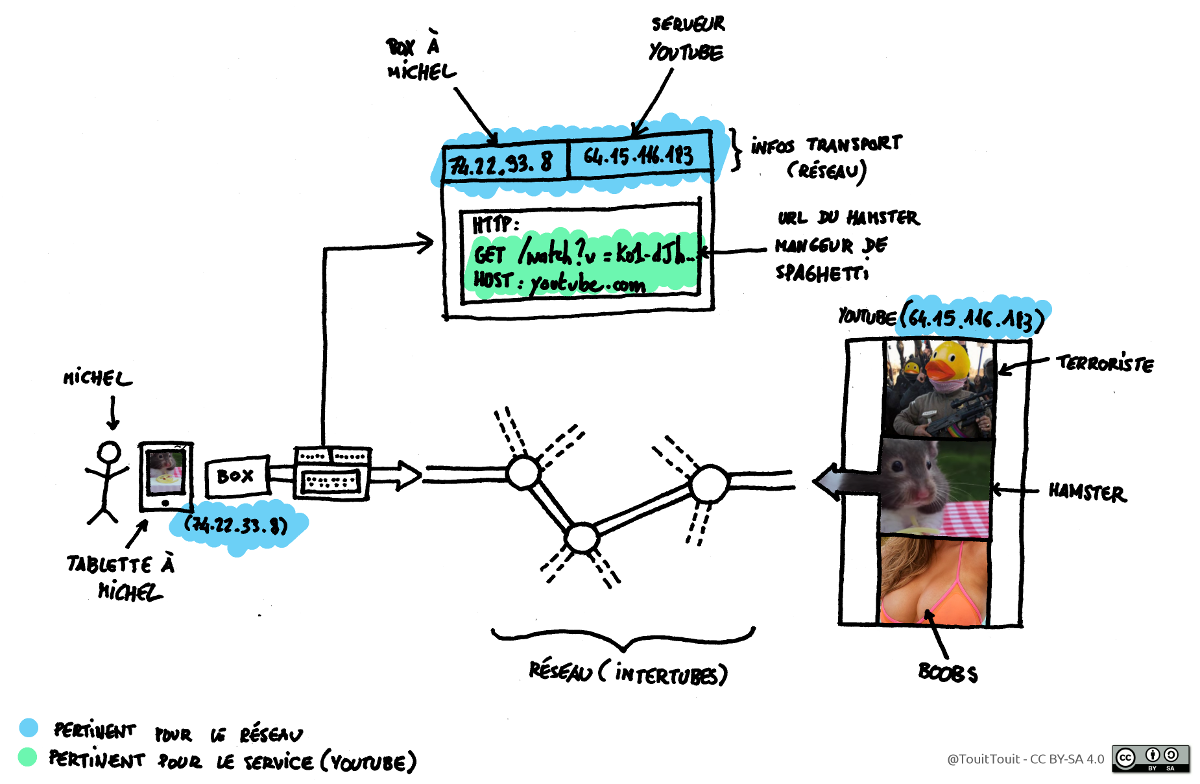 SERVEUR
YOUTUBE
BOX À
MICHEL
74.22.33.8
64.15.116.183
INFOS TRANSPORT
(RÉSEAU)
HTTP:
GET /watch?v=Ko1-dJh...
HOST: youtube.com
URL DU HAMSTER
MANGEUR DE
SPAGHETTI
YOUTUBE (64.15.116.183)
TERRORISTE
MICHEL
BOX
HAMSTER
(74.22.33.8)
TABLETTE À
MICHEL
RÉSEAU (INTERTUBES)
BOOBS
PERTINENT POUR LE RÉSEAU
PERTINENT POUR LE SERVICE (YOUTUBE)
@TouitTouit - CC BY-SA 4.0
cc
BY SA